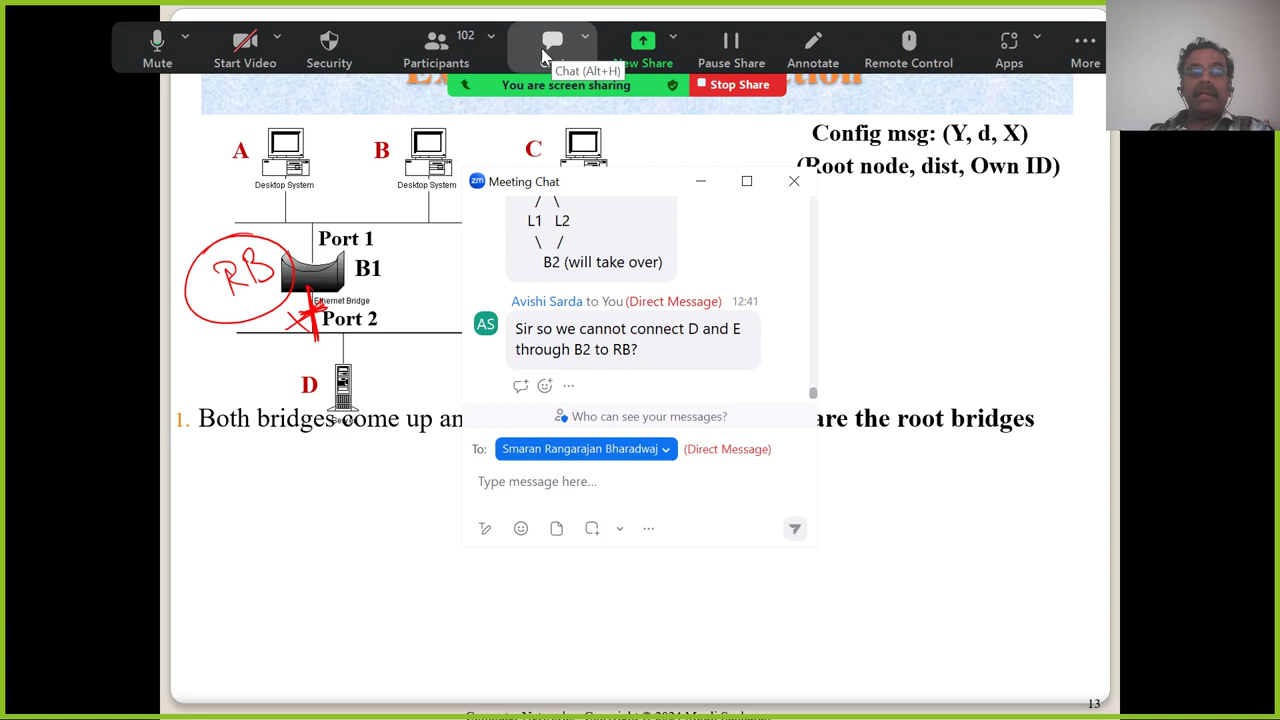 102
Mute
Start Video
Security
Participants
New Share
Pause Share
Annotate
Remote Control
Apps
More
Chat (Alt+H)
You are screen sharing
Stop Share
Config msg: (Y, d, X)
(Root node, dist, Own ID)
A
B
C
Desktop System
Desktop System
Meeting Chat
/ \
L1 L2
\ /
B2 (will take over)
Port 1
RB
B1
Ethernet Bridge
Port 2
Avishi Sarda to You (Direct Message) 12:41
AS
Sir so we cannot connect D and E
through B2 to RB?
D
Who can see your messages?
1. Both bridges come up an
are the root bridges
To: Smaran Rangarajan Bharadwaj (Direct Message)
Type message here...
13